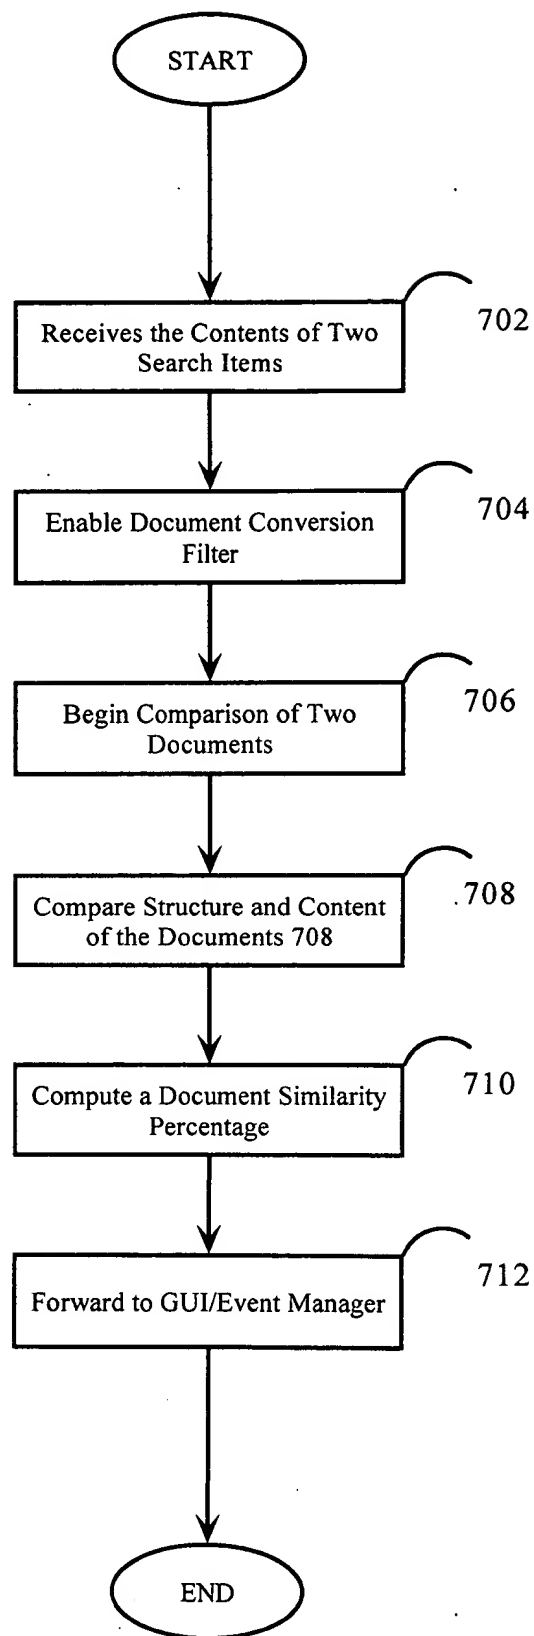 START
702
Receives the Contents of Two
Search Items
704
Enable Document Conversion
Filter
706
Begin Comparison of Two
Documents
708
Compare Structure and Content
of the Documents 708
710
Compute a Document Similarity
Percentage
712
Forward to GUI/Event Manager
END